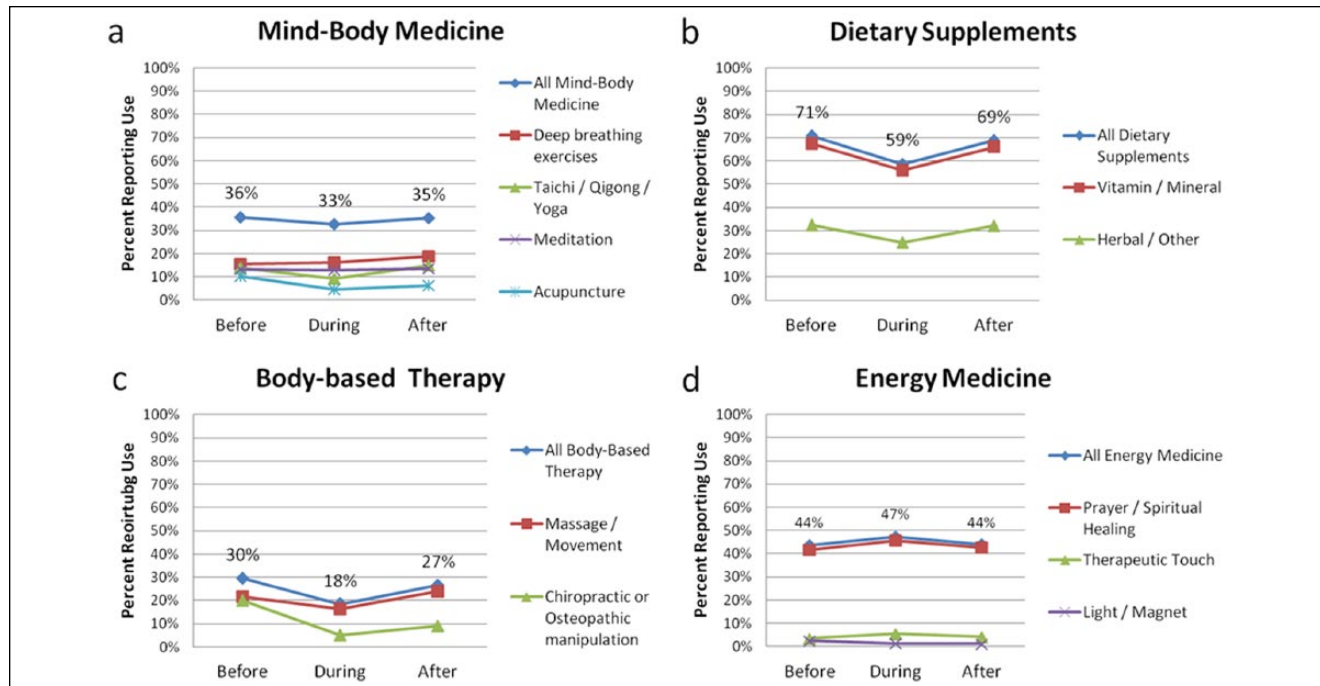 a
Mind-Body Medicine
Percent Reporting Use
100%
90%
80%
70%
60%
50%
40%
30%
20%
10%
0%
36%
33%
35%
Before
During
After
All Mind-Body
Medicine
Deep breathing
exercises
Taichi / Qigong /
Yoga
Meditation
Acupuncture
b
Dietary Supplements
Percent Reporting Use
100%
90%
80%
70%
60%
50%
40%
30%
20%
10%
0%
71%
59%
69%
Before
During
After
All Dietary
Supplements
Vitamin / Mineral
Herbal / Other
c
Body-based Therapy
Percent Reoirtubg Use
100%
90%
80%
70%
60%
50%
40%
30%
20%
10%
0%
30%
18%
27%
Before
During
After
All Body-Based
Therapy
Massage /
Movement
Chiropractic or
Osteopathic
manipulation
d
Energy Medicine
Percent Reporting Use
100%
90%
80%
70%
60%
50%
40%
30%
20%
10%
0%
44%
47%
44%
Before
During
After
All Energy Medicine
Prayer / Spiritual
Healing
Therapeutic Touch
Light / Magnet